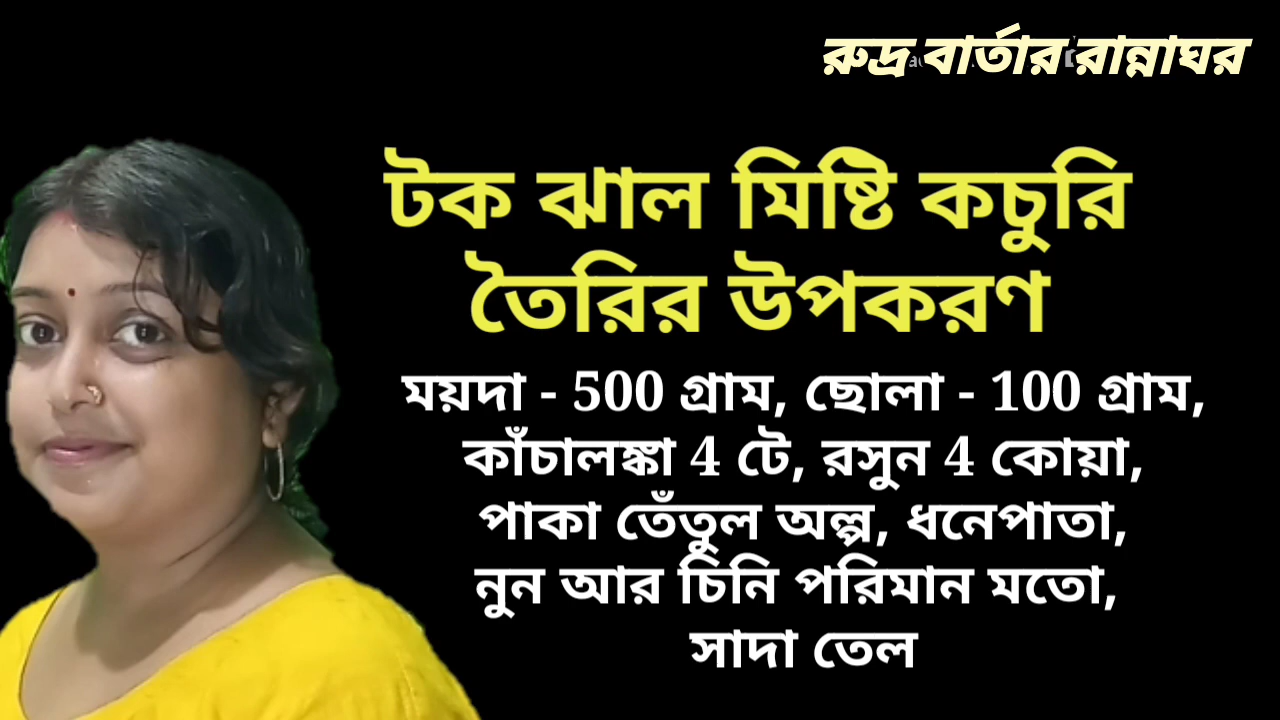 রুদ্র বার্তার রান্নাঘর
টক ঝাল মিষ্টি কচুরি
তৈরির উপকরণ
ময়দা - 500 গ্রাম, ছোলা - 100 গ্রাম,
কাঁচালঙ্কা 4 টে, রসুন 4 কোয়া,
পাকা তেঁতুল অল্প, ধনেপাতা,
নুন আর চিনি পরিমান মতো,
সাদা তেল